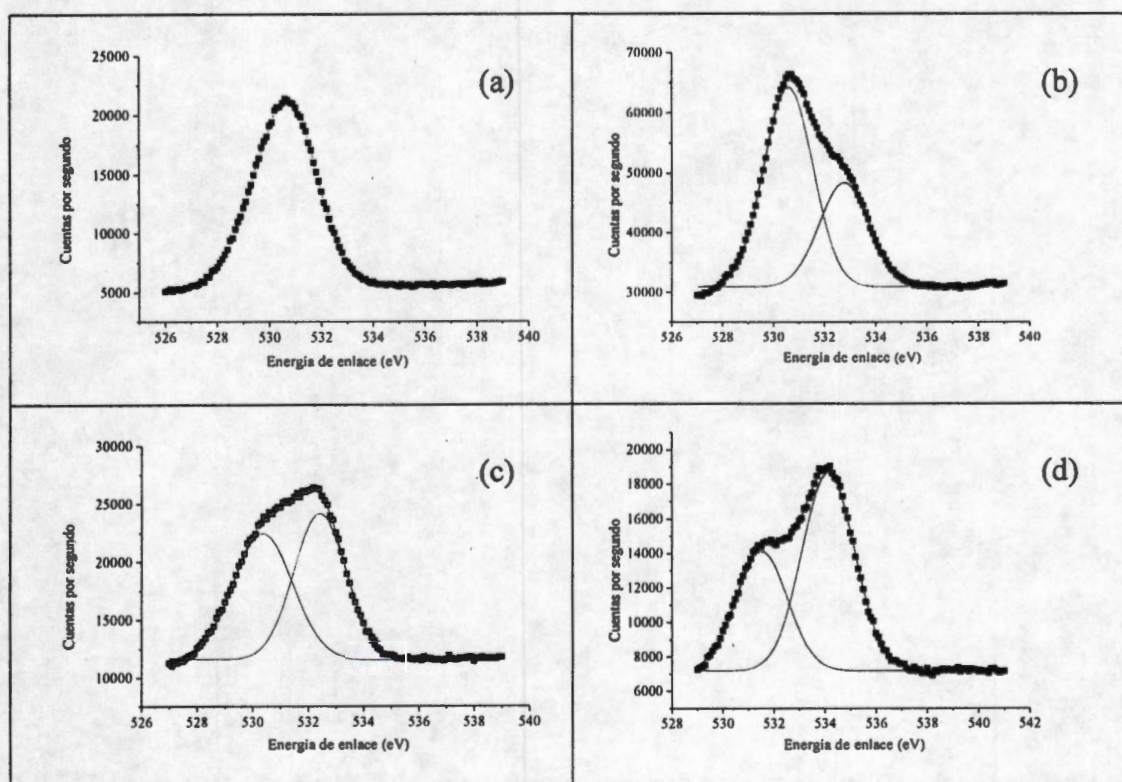 (a)
25000
20000
15000
10000
5000
Cuentas por segundo
526 528 530 532 534 536 538 540
Energía de enlace (eV)
(b)
70000
60000
50000
40000
30000
Cuentas por segundo
526 528 530 532 534 536 538 540
Energía de enlace (eV)
(c)
30000
25000
20000
15000
10000
Cuentas por segundo
526 528 530 532 534 536 538 540
Energía de enlace (eV)
(d)
20000
18000
16000
14000
12000
10000
8000
6000
Cuentas por segundo
528 530 532 534 536 538 540 542
Energía de enlace (eV)